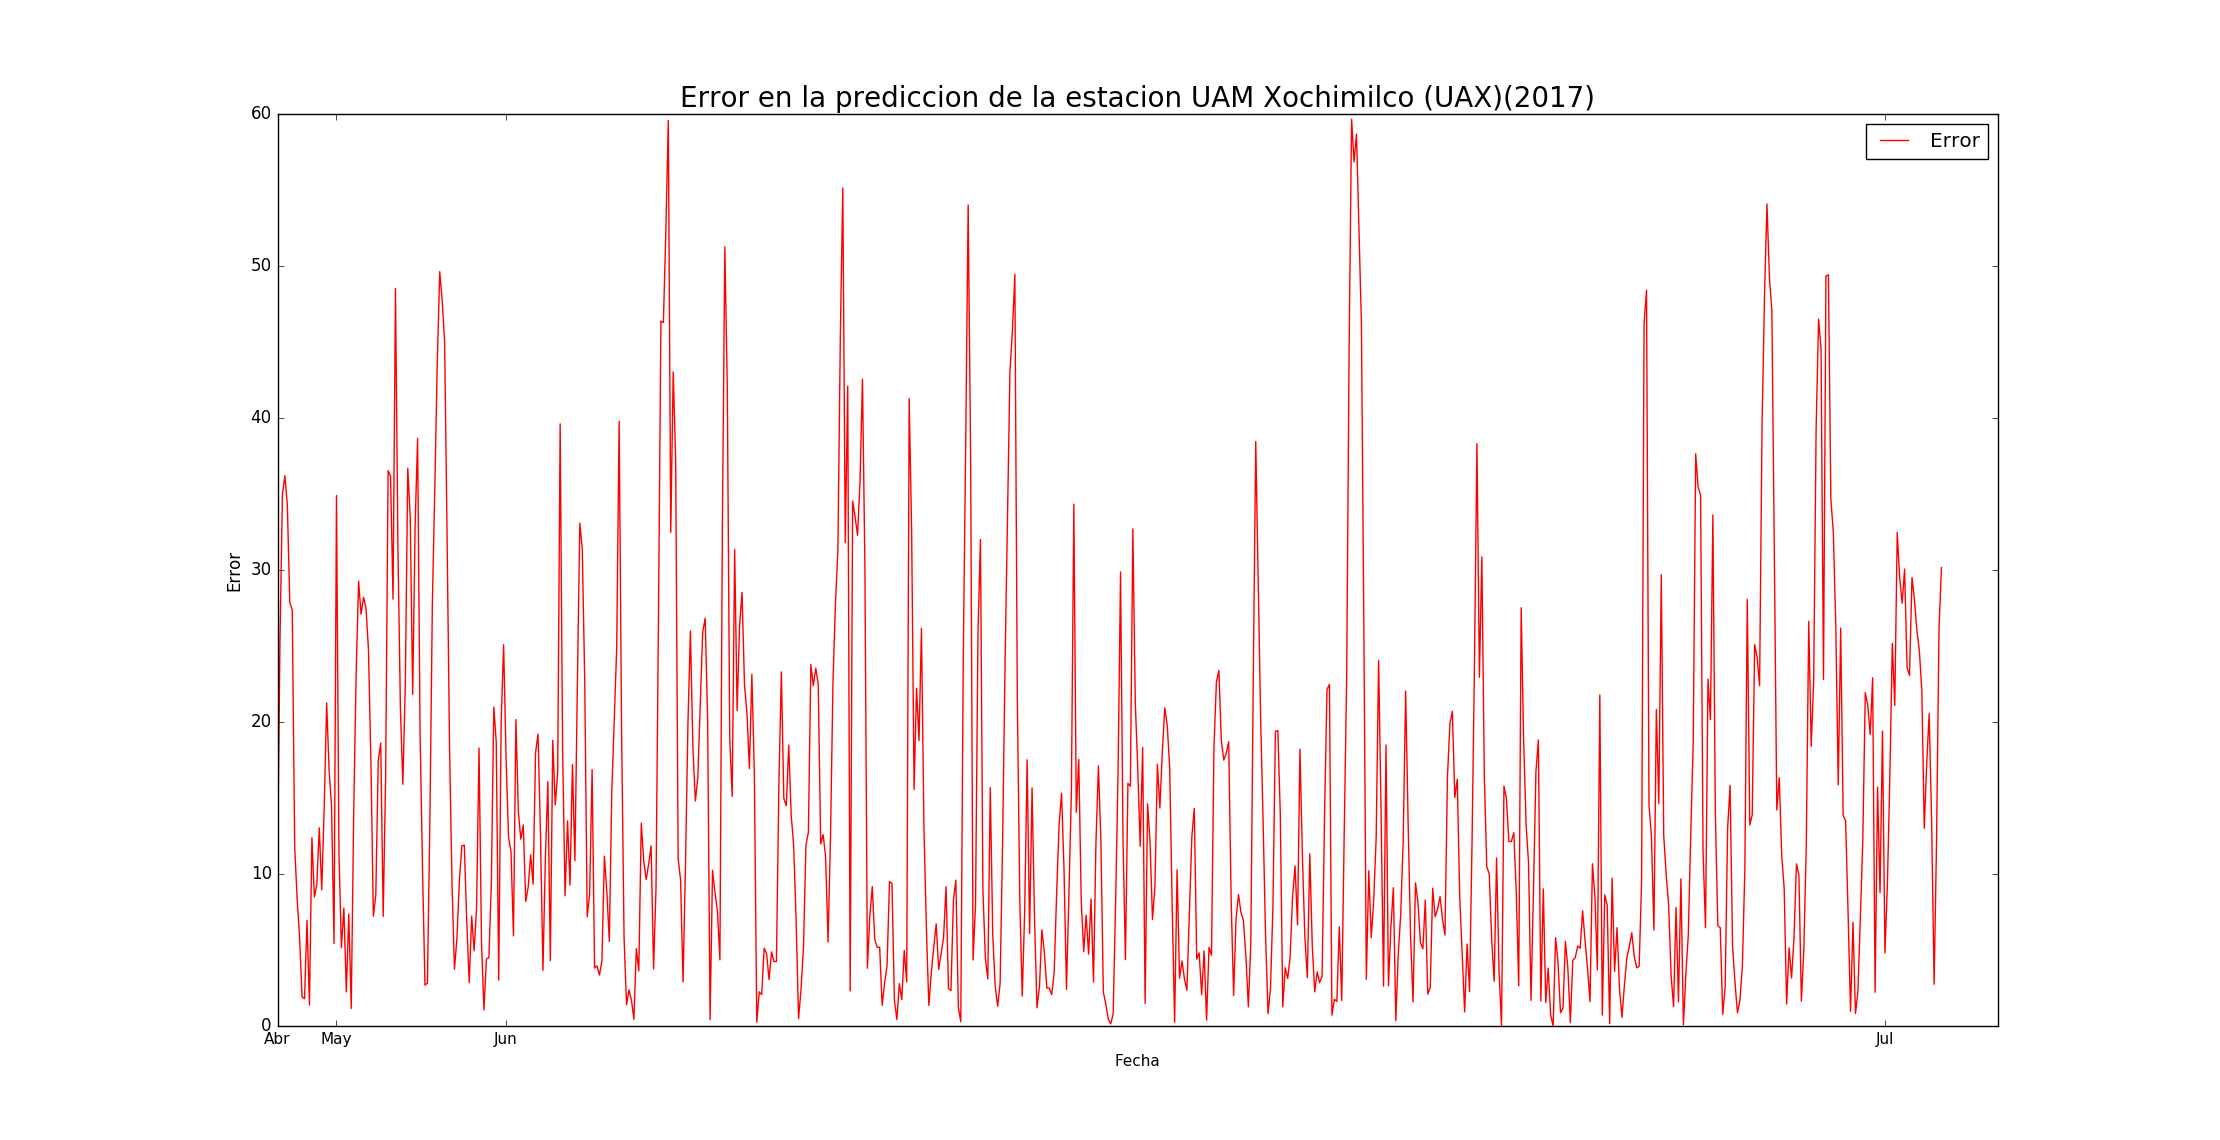 Error en la prediccion de la estacion UAM Xochimilco (UAX)(2017)
Error
60
50
40
30
20
10
0
Error
Abr May Jun Jul
Fecha